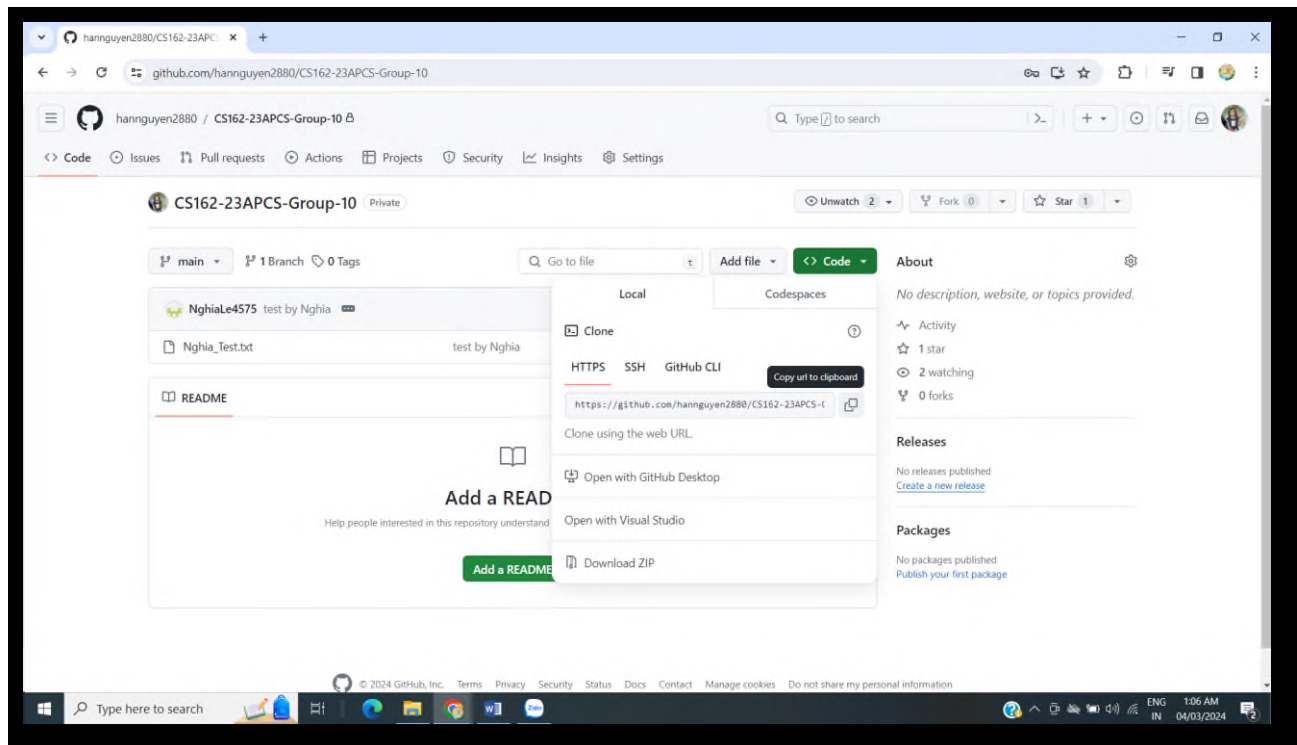 hannguyen2880/CS162-23APC
github.com/hannguyen2880/CS162-23APCS-Group-10
hannguyen2880 / CS162-23APCS-Group-10
Type / to search
Code Issues Pull requests Actions Projects Security Insights Settings
CS162-23APCS-Group-10 Private
Unwatch 2 Fork 0 Star 1
main 1 Branch 0 Tags Go to file t Add file Code About
Local Codespaces
No description, website, or topics provided.
NghiaLe4575 test by Nghia
Clone
Activity
Nghia_Test.txt test by Nghia
1 star
HTTPS SSH GitHub CLI
Copy url to clipboard
2 watching
README
0 forks
https://github.com/hannguyen2880/CS162-23APCS-(
Clone using the web URL.
Releases
Open with GitHub Desktop
No releases published
Create a new release
Add a READ
Help people interested in this repository understand
Open with Visual Studio
Packages
Download ZIP
No packages published
Add a README
Publish your first package
© 2024 GitHub, Inc. Terms Privacy Security Status Docs Contact Manage cookies Do not share my personal information
Type here to search
Zalo
ENG 1:06 AM
IN 04/03/2024
2